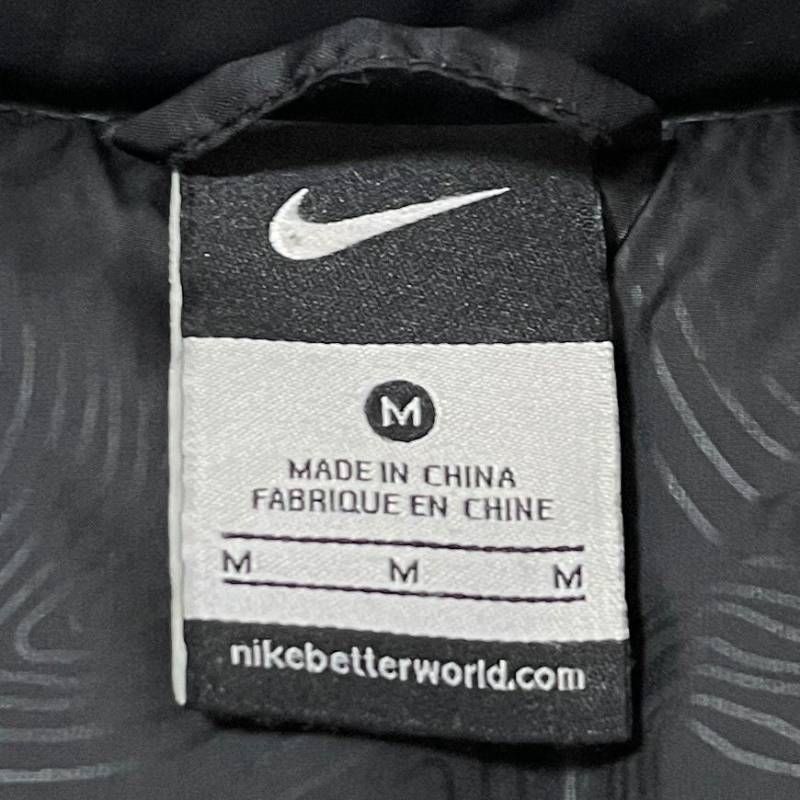 M
MADE IN CHINA
FABRIQUE EN CHINE
M M M
nikebetterworld.com